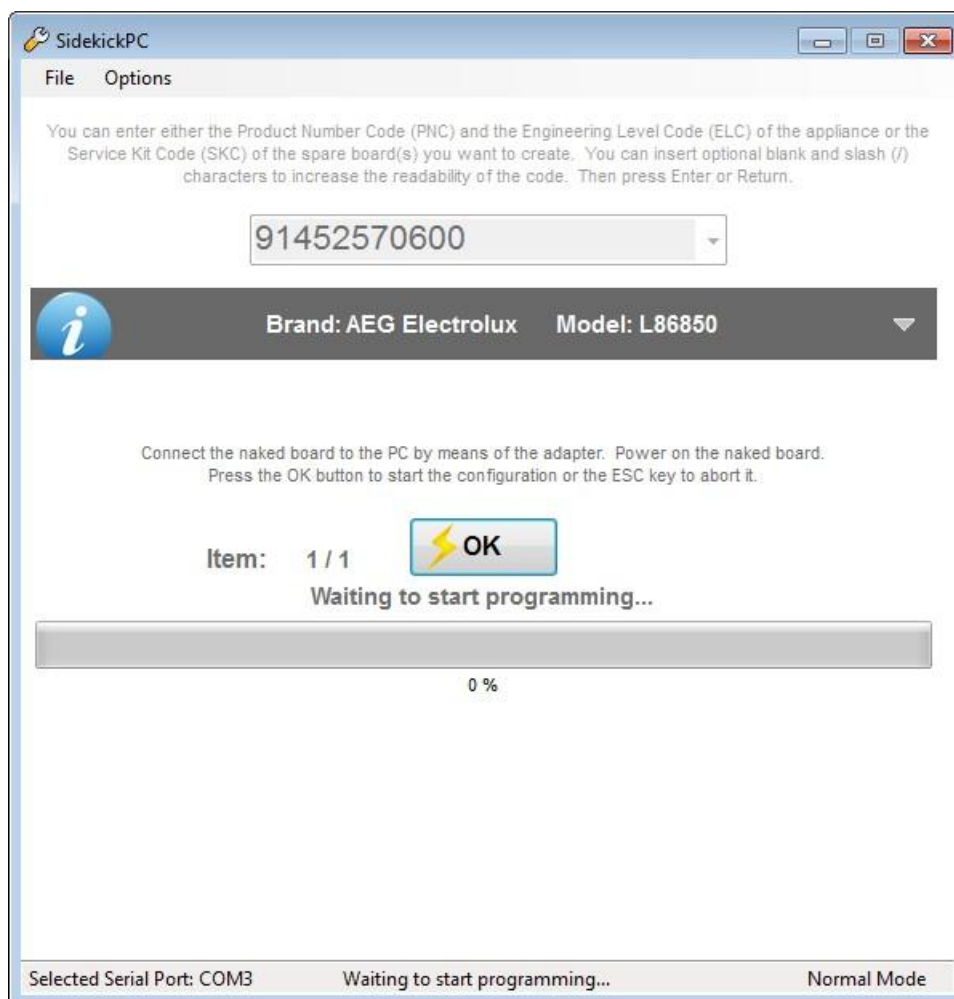 SidekickPC
File Options
You can enter either the Product Number Code (PNC) and the Engineering Level Code (ELC) of the appliance or the
Service Kit Code (SKC) of the spare board(s) you want to create. You can insert optional blank and slash (/)
characters to increase the readability of the code. Then press Enter or Return.
91452570600
i Brand: AEG Electrolux Model: L86850
Connect the naked board to the PC by means of the adapter. Power on the naked board.
Press the OK button to start the configuration or the ESC key to abort it.
Item: 1 / 1 OK
Waiting to start programming...
0 %
Selected Serial Port: COM3 Waiting to start programming... Normal Mode